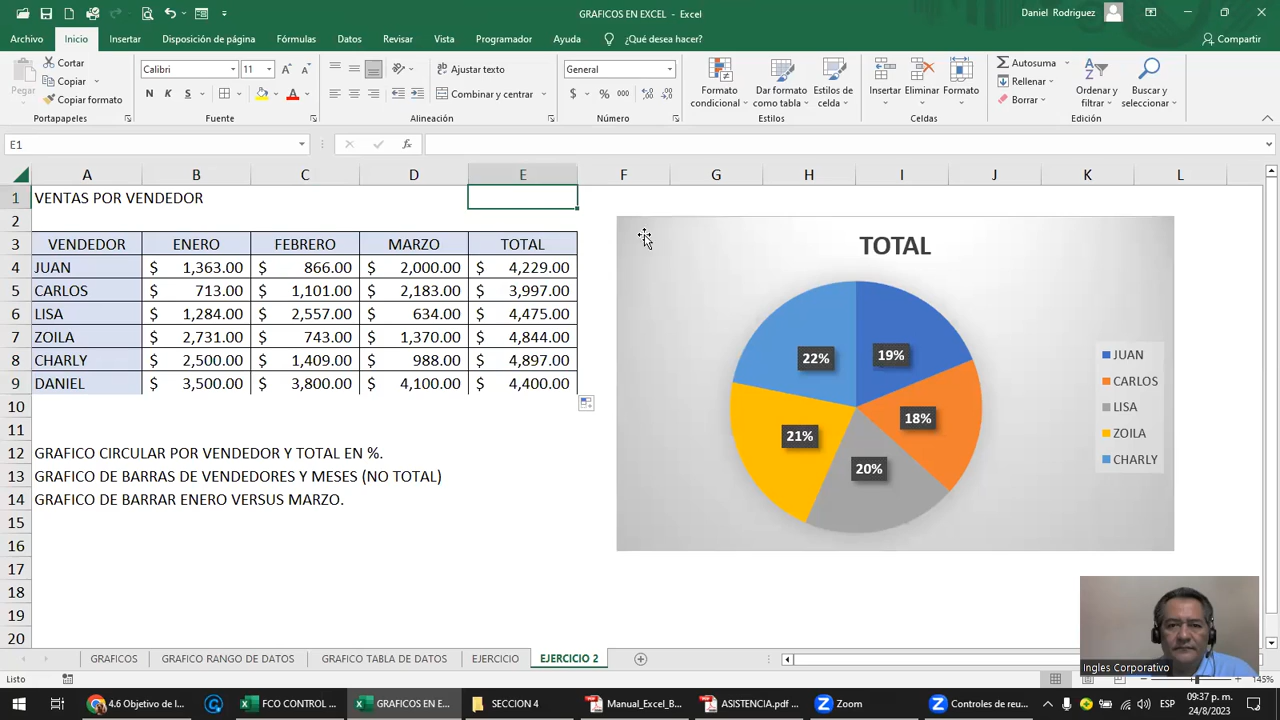 GRAFICOS EN EXCEL - Excel
Daniel Rodriguez
Archivo Inicio Insertar Disposición de página Fórmulas Datos Revisar Vista Programador Ayuda ¿Qué desea hacer? Compartir
Pegar
Cortar
Copiar
Copiar formato
Portapapeles
Calibri 11
N K S
Fuente
Ajustar texto
Combinar y centrar
Alineación
General
$ % 000
Número
Formato condicional
Dar formato como tabla
Estilos de celda
Estilos
Insertar Eliminar Formato
Celdas
Autosuma
Rellenar
Borrar
Ordenar y filtrar
Buscar y seleccionar
Edición
E1
fx
A B C D E F G H I J K L
1 VENTAS POR VENDEDOR
2
3 VENDEDOR ENERO FEBRERO MARZO TOTAL
4 JUAN $ 1,363.00 $ 866.00 $ 2,000.00 $ 4,229.00
5 CARLOS $ 713.00 $ 1,101.00 $ 2,183.00 $ 3,997.00
6 LISA $ 1,284.00 $ 2,557.00 $ 634.00 $ 4,475.00
7 ZOILA $ 2,731.00 $ 743.00 $ 1,370.00 $ 4,844.00
8 CHARLY $ 2,500.00 $ 1,409.00 $ 988.00 $ 4,897.00
9 DANIEL $ 3,500.00 $ 3,800.00 $ 4,100.00 $ 4,400.00
10
11
12 GRAFICO CIRCULAR POR VENDEDOR Y TOTAL EN %.
13 GRAFICO DE BARRAS DE VENDEDORES Y MESES (NO TOTAL)
14 GRAFICO DE BARRAR ENERO VERSUS MARZO.
15
16
17
18
19
20
TOTAL
22%
19%
18%
21%
20%
JUAN
CARLOS
LISA
ZOILA
CHARLY
Ingles Corporativo
GRAFICOS GRAFICO RANGO DE DATOS GRAFICO TABLA DE DATOS EJERCICIO EJERCICIO 2
Listo
145%
4.6 Objetivo de la... FCO CONTROL ... GRAFICOS EN E... SECCION 4 Manual_Excel_B... ASISTENCIA.pdf ... Zoom Controles de reu... ESP
09:37 p. m.
24/8/2023